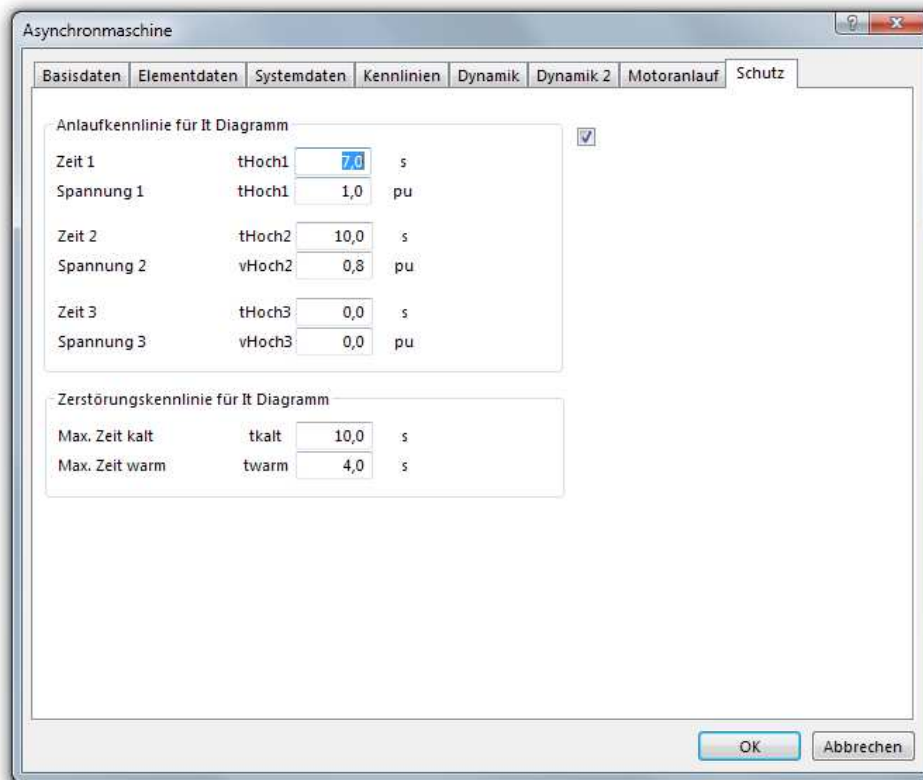 Asynchronmaschine
Basisdaten Elementdaten Systemdaten Kennlinien Dynamik Dynamik 2 Motoranlauf Schutz
Anlaufkennlinie für It Diagramm
Zeit 1 tHoch1 7,0 s
Spannung 1 tHoch1 1,0 pu
Zeit 2 tHoch2 10,0 s
Spannung 2 vHoch2 0,8 pu
Zeit 3 tHoch3 0,0 s
Spannung 3 vHoch3 0,0 pu
Zerstörungskennlinie für It Diagramm
Max. Zeit kalt tkalt 10,0 s
Max. Zeit warm twarm 4,0 s
OK Abbrechen